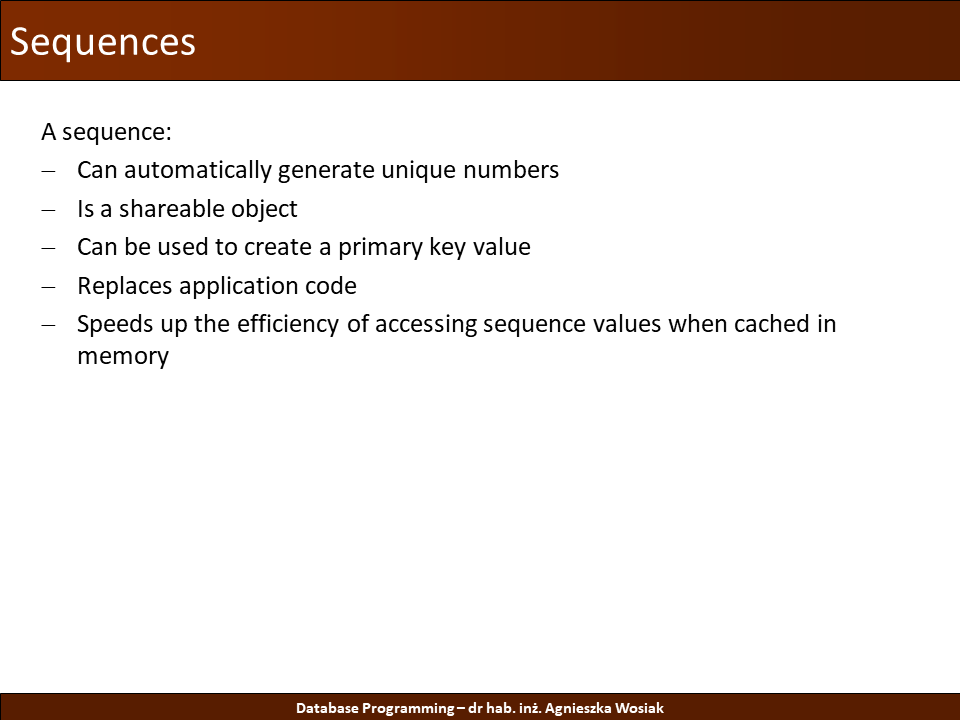 Sequences
A sequence:
– Can automatically generate unique numbers
– Is a shareable object
– Can be used to create a primary key value
– Replaces application code
– Speeds up the efficiency of accessing sequence values when cached in
memory
Database Programming – dr hab. inż. Agnieszka Wosiak